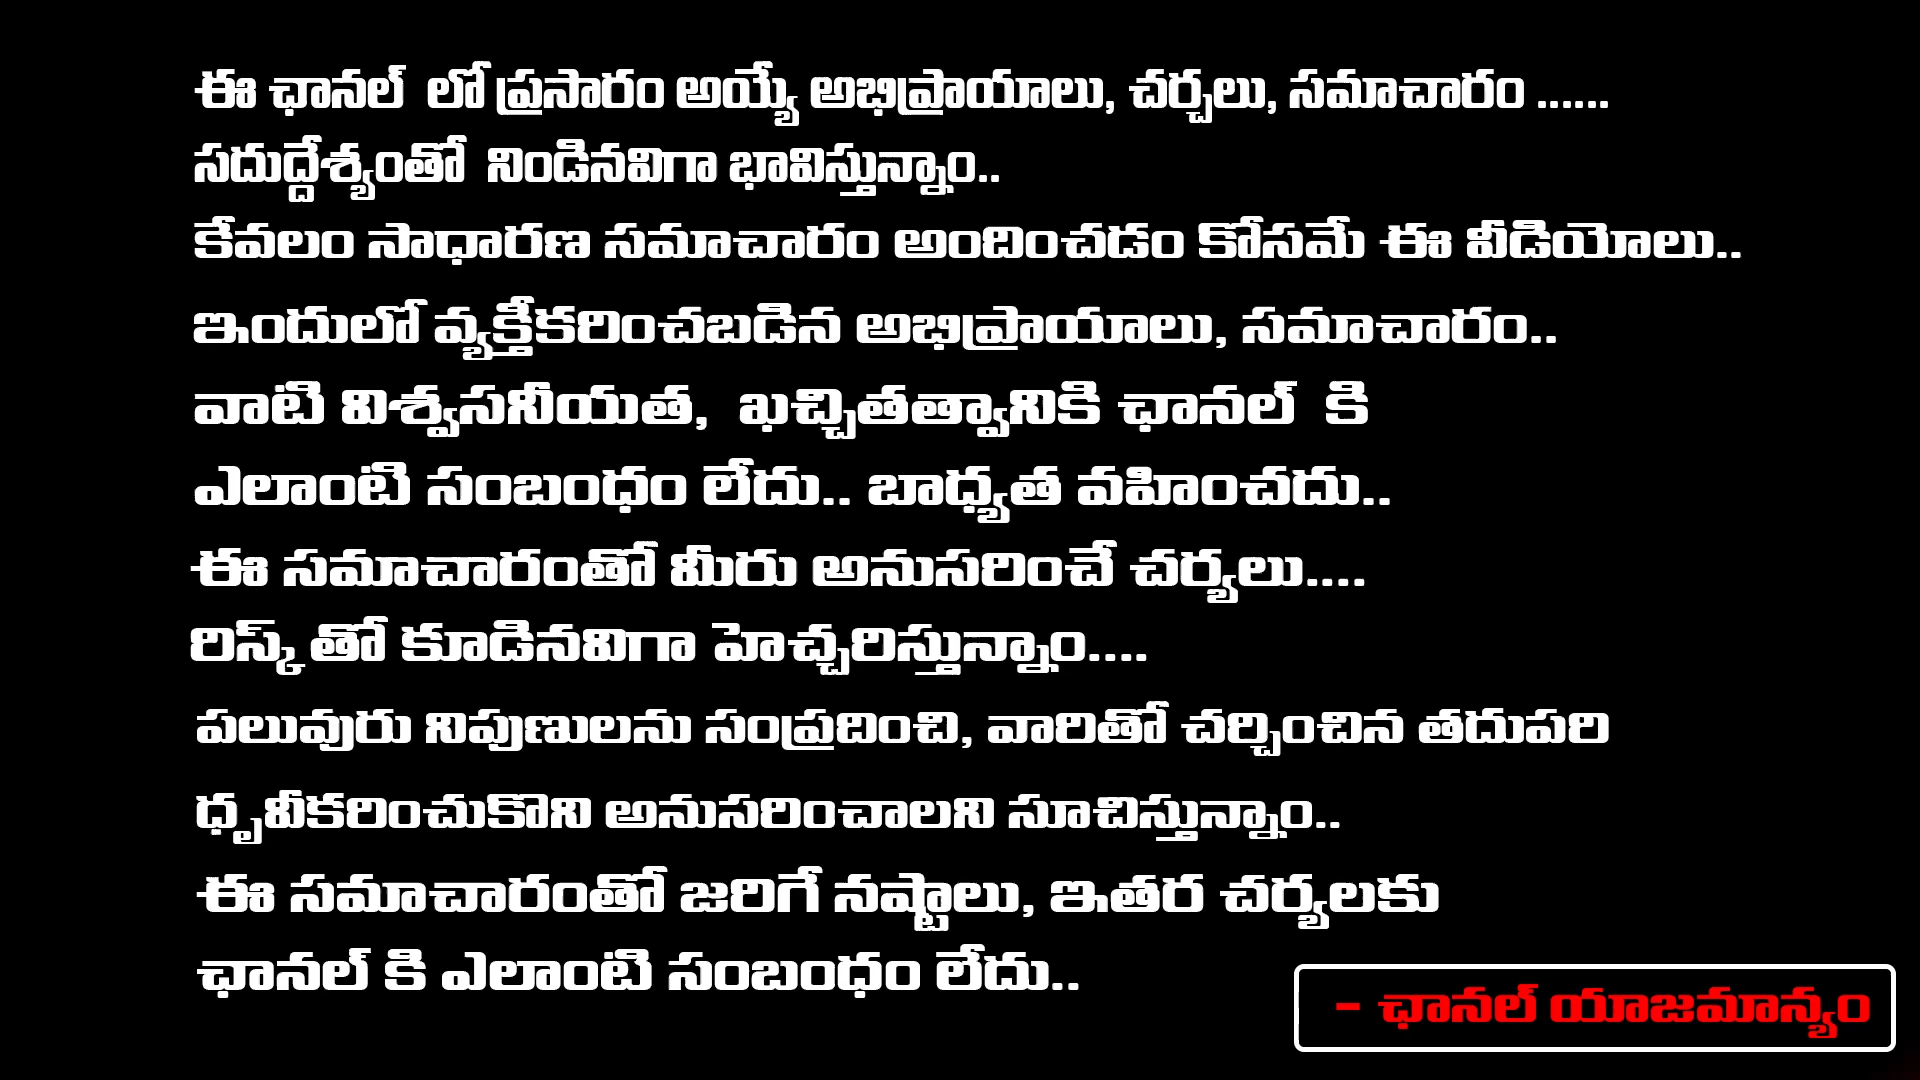 ఈ ఛానల్ లో ప్రసారం అయ్యే అభిప్రాయాలు, చర్చలు, సమాచారం ......
సదుద్దేశ్యంతో నిండినవిగా భావిస్తున్నాం..
కేవలం సాధారణ సమాచారం అందించడం కోసమే ఈ వీడియోలు..
ఇందులో వ్యక్తీకరించబడిన అభిప్రాయాలు, సమాచారం..
వాటి విశ్వసనీయత, ఖచ్చితత్వానికి ఛానల్ కి
ఎలాంటి సంబంధం లేదు.. బాధ్యత వహించదు..
ఈ సమాచారంతో మీరు అనుసరించే చర్యలు....
రిస్క్ తో కూడినవిగా హెచ్చరిస్తున్నాం....
పలువురు నిపుణులను సంప్రదించి, వారితో చర్చించిన తదుపరి
ధృవీకరించుకొని అనుసరించాలని సూచిస్తున్నాం..
ఈ సమాచారంతో జరిగే నష్టాలు, ఇతర చర్యలకు
ఛానల్ కి ఎలాంటి సంబంధం లేదు..
- ఛానల్ యాజమాన్యం